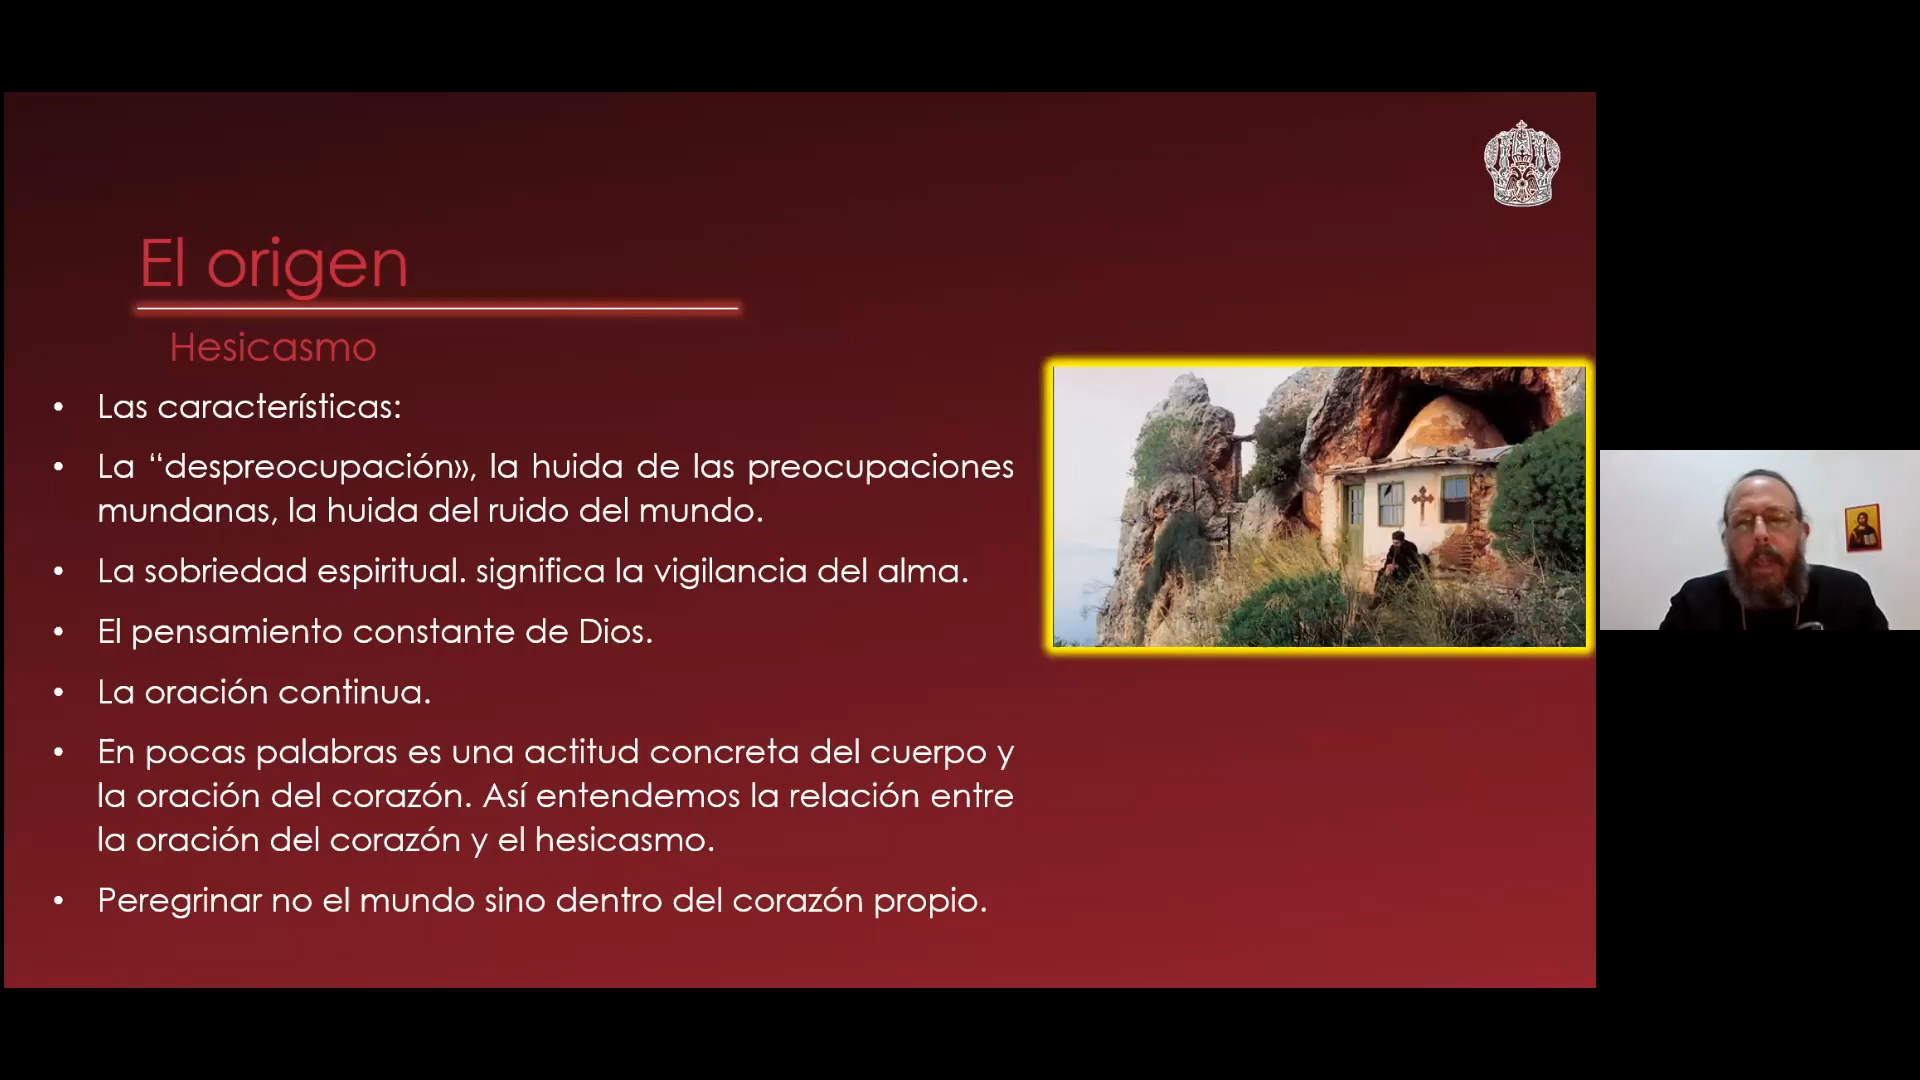 El origen
Hesicasmo
• Las características:
• La “despreocupación», la huida de las preocupaciones
mundanas, la huida del ruido del mundo.
• La sobriedad espiritual. significa la vigilancia del alma.
• El pensamiento constante de Dios.
• La oración continua.
• En pocas palabras es una actitud concreta del cuerpo y
la oración del corazón. Así entendemos la relación entre
la oración del corazón y el hesicasmo.
• Peregrinar no el mundo sino dentro del corazón propio.